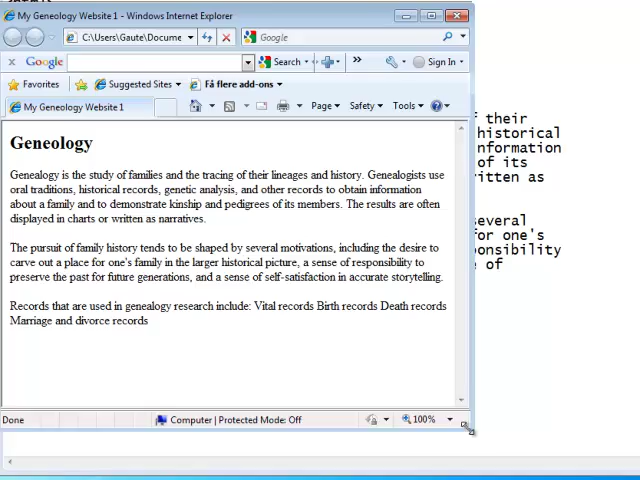 My Geneology Website 1 - Windows Internet Explorer
C:\Users\Gaute\Docume
Google
x Google Search Sign In
Favorites Suggested Sites Få flere add-ons
My Geneology Website 1 Page Safety Tools
Geneology
Genealogy is the study of families and the tracing of their lineages and history. Genealogists use
oral traditions, historical records, genetic analysis, and other records to obtain information
about a family and to demonstrate kinship and pedigrees of its members. The results are often
displayed in charts or written as narratives.
The pursuit of family history tends to be shaped by several motivations, including the desire to
carve out a place for one's family in the larger historical picture, a sense of responsibility to
preserve the past for future generations, and a sense of self-satisfaction in accurate storytelling.
Records that are used in genealogy research include: Vital records Birth records Death records
Marriage and divorce records
Done Computer | Protected Mode: Off 100%
f their
historical
nformation
of its
ritten as
several
for one's
ponsibility
of